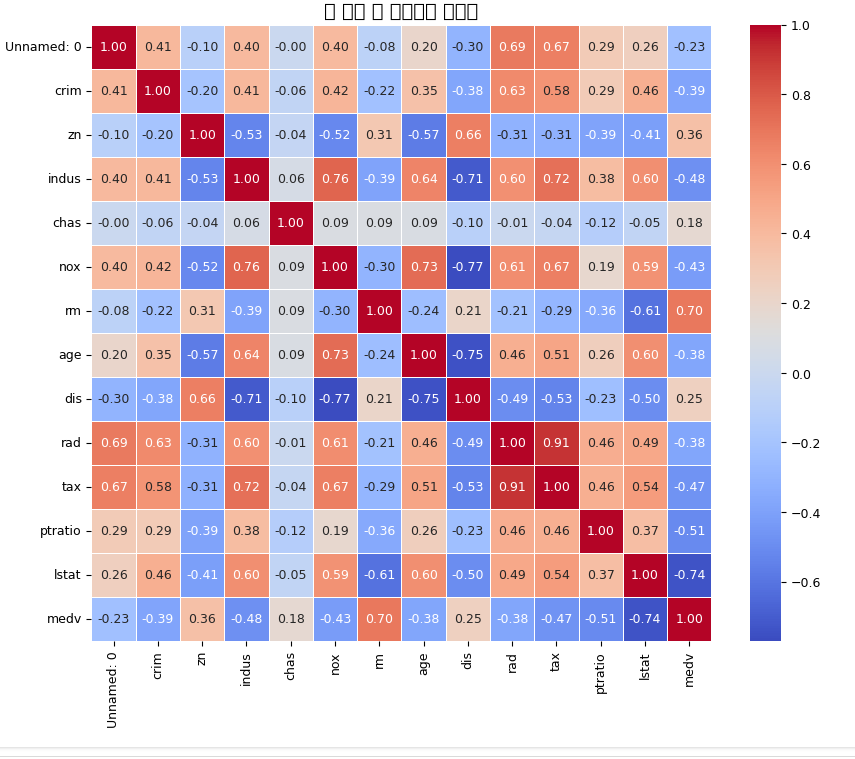 1.0
Unnamed: 0 1.00 0.41 -0.10 0.40 -0.00 0.40 -0.08 0.20 -0.30 0.69 0.67 0.29 0.26 -0.23
0.8
crim 0.41 1.00 -0.20 0.41 -0.06 0.42 -0.22 0.35 -0.38 0.63 0.58 0.29 0.46 -0.39
zn -0.10 -0.20 1.00 -0.53 -0.04 -0.52 0.31 -0.57 0.66 -0.31 -0.31 -0.39 -0.41 0.36
0.6
indus 0.40 0.41 -0.53 1.00 0.06 0.76 -0.39 0.64 -0.71 0.60 0.72 0.38 0.60 -0.48
chas -0.00 -0.06 -0.04 0.06 1.00 0.09 0.09 0.09 -0.10 -0.01 -0.04 -0.12 -0.05 0.18
0.4
nox 0.40 0.42 -0.52 0.76 0.09 1.00 -0.30 0.73 -0.77 0.61 0.67 0.19 0.59 -0.43
0.2
rm -0.08 -0.22 0.31 -0.39 0.09 -0.30 1.00 -0.24 0.21 -0.21 -0.29 -0.36 -0.61 0.70
age 0.20 0.35 -0.57 0.64 0.09 0.73 -0.24 1.00 -0.75 0.46 0.51 0.26 0.60 -0.38
0.0
dis -0.30 -0.38 0.66 -0.71 -0.10 -0.77 0.21 -0.75 1.00 -0.49 -0.53 -0.23 -0.50 0.25
rad 0.69 0.63 -0.31 0.60 -0.01 0.61 -0.21 0.46 -0.49 1.00 0.91 0.46 0.49 -0.38
−0.2
tax 0.67 0.58 -0.31 0.72 -0.04 0.67 -0.29 0.51 -0.53 0.91 1.00 0.46 0.54 -0.47
−0.4
ptratio 0.29 0.29 -0.39 0.38 -0.12 0.19 -0.36 0.26 -0.23 0.46 0.46 1.00 0.37 -0.51
lstat 0.26 0.46 -0.41 0.60 -0.05 0.59 -0.61 0.60 -0.50 0.49 0.54 0.37 1.00 -0.74
−0.6
medv -0.23 -0.39 0.36 -0.48 0.18 -0.43 0.70 -0.38 0.25 -0.38 -0.47 -0.51 -0.74 1.00
Unnamed: 0 crim zn indus chas nox rm age dis rad tax ptratio lstat medv